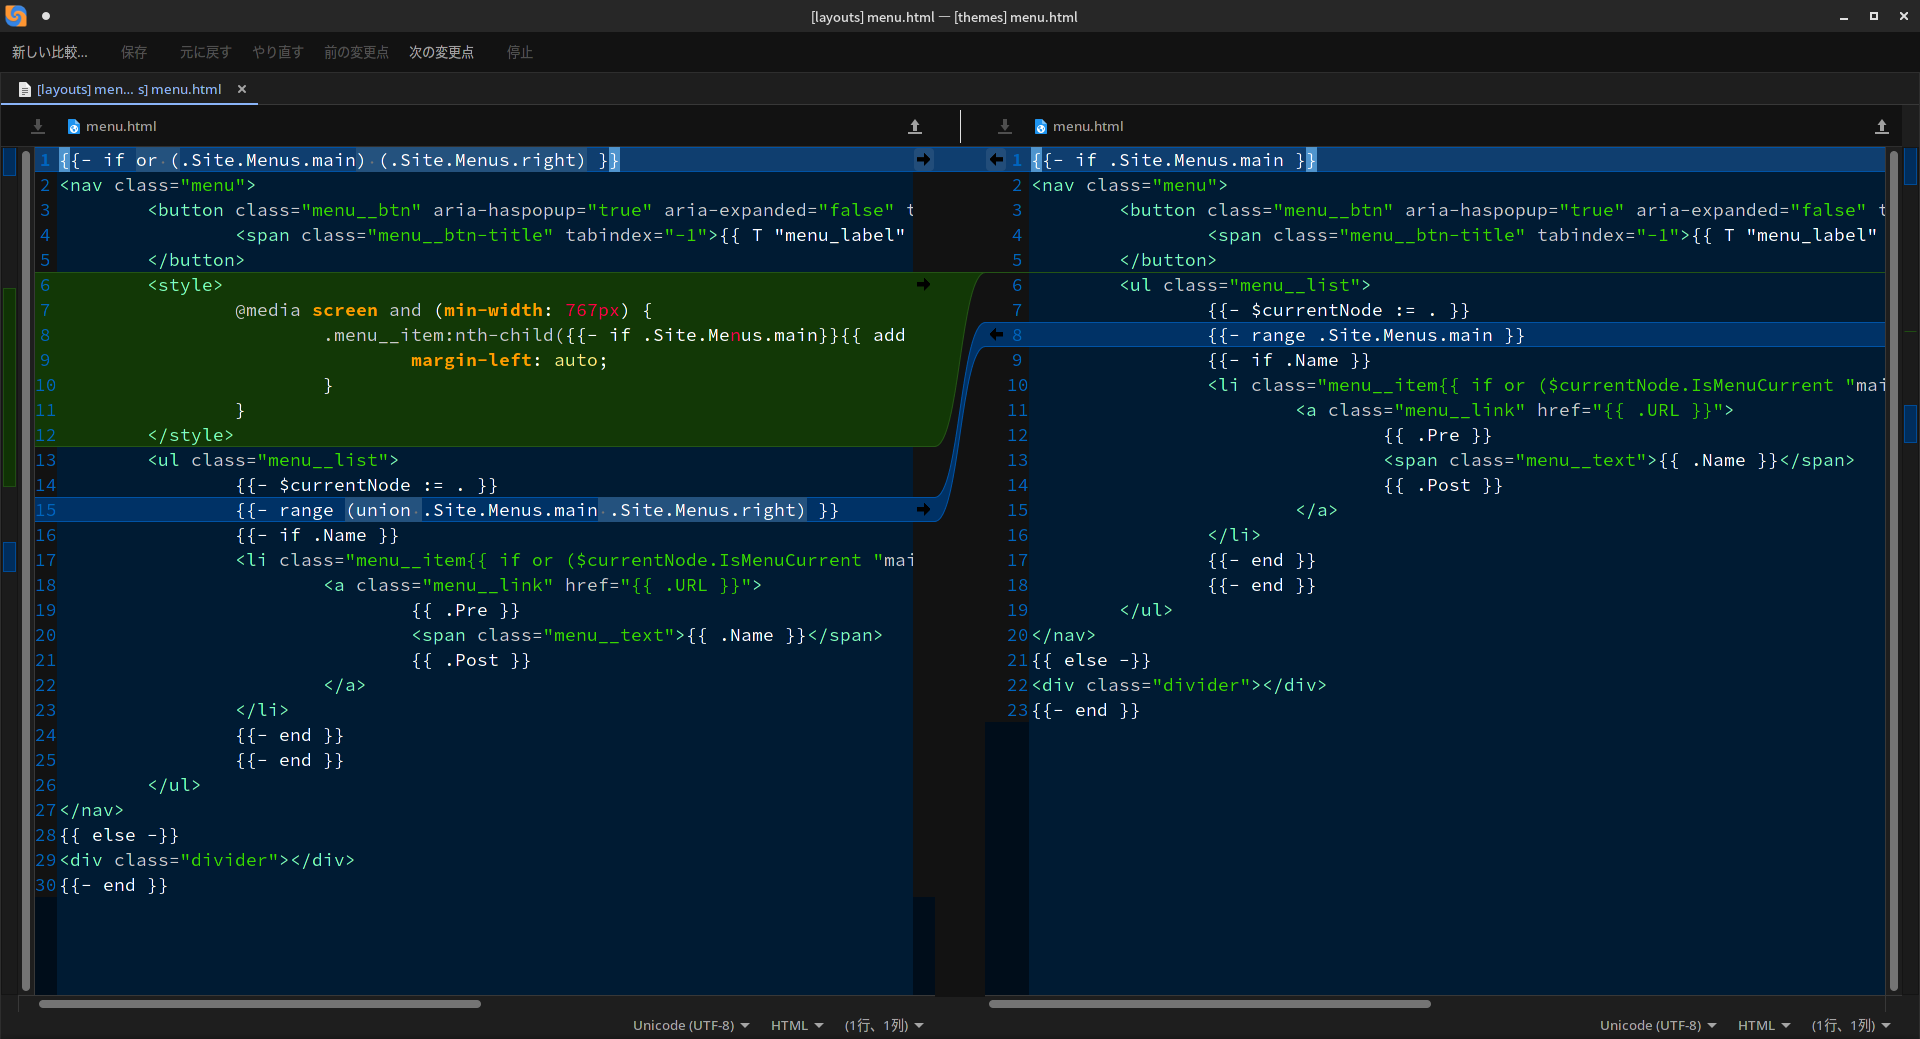 [layouts] menu.html — [themes] menu.html
新しい比較... 保存 元に戻す やり直す 前の変更点 次の変更点 停止
[layouts] men... s] menu.html
menu.html
1 {{- if or (.Site.Menus.main) (.Site.Menus.right) }}
2 <nav class="menu">
3 <button class="menu__btn" aria-haspopup="true" aria-expanded="false" t
4 <span class="menu__btn-title" tabindex="-1">{{ T "menu_label"
5 </button>
6 <style>
7 @media screen and (min-width: 767px) {
8 .menu__item:nth-child({{- if .Site.Menus.main}}{{ add
9 margin-left: auto;
10 }
11 }
12 </style>
13 <ul class="menu__list">
14 {{- $currentNode := . }}
15 {{- range (union .Site.Menus.main .Site.Menus.right) }}
16 {{- if .Name }}
17 <li class="menu__item{{ if or ($currentNode.IsMenuCurrent "mai
18 <a class="menu__link" href="{{ .URL }}">
19 {{ .Pre }}
20 <span class="menu__text">{{ .Name }}</span>
21 {{ .Post }}
22 </a>
23 </li>
24 {{- end }}
25 {{- end }}
26 </ul>
27 </nav>
28 {{ else -}}
29 <div class="divider"></div>
30 {{- end }}
Unicode (UTF-8) HTML (1行、1列)
menu.html
1 {{- if .Site.Menus.main }}
2 <nav class="menu">
3 <button class="menu__btn" aria-haspopup="true" aria-expanded="false" t
4 <span class="menu__btn-title" tabindex="-1">{{ T "menu_label"
5 </button>
6 <ul class="menu__list">
7 {{- $currentNode := . }}
8 {{- range .Site.Menus.main }}
9 {{- if .Name }}
10 <li class="menu__item{{ if or ($currentNode.IsMenuCurrent "mai
11 <a class="menu__link" href="{{ .URL }}">
12 {{ .Pre }}
13 <span class="menu__text">{{ .Name }}</span>
14 {{ .Post }}
15 </a>
16 </li>
17 {{- end }}
18 {{- end }}
19 </ul>
20 </nav>
21 {{ else -}}
22 <div class="divider"></div>
23 {{- end }}
Unicode (UTF-8) HTML (1行、1列)